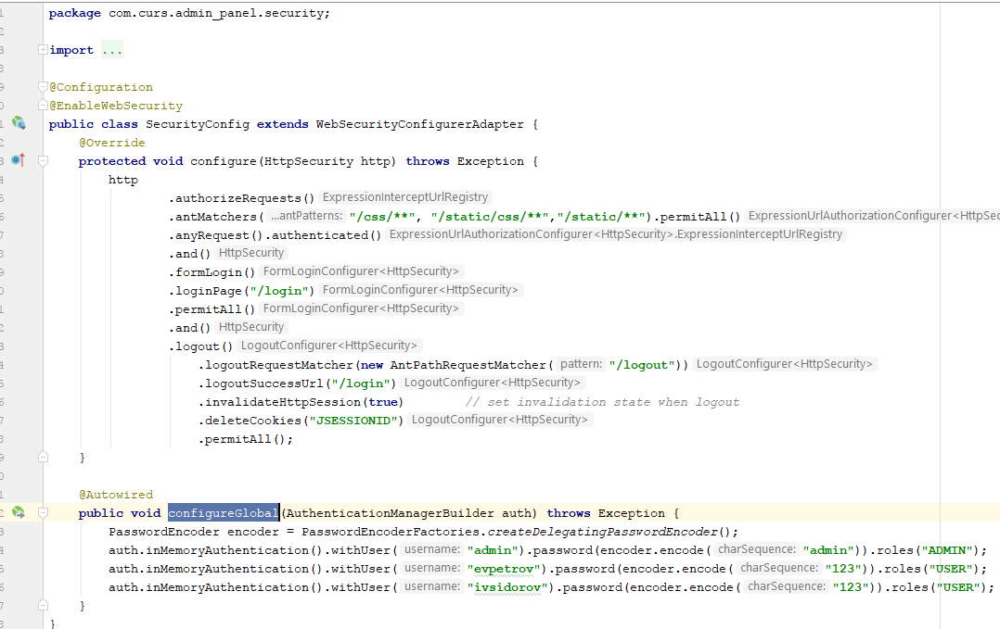 package com.curs.admin_panel.security;
import ...
@Configuration
@EnableWebSecurity
public class SecurityConfig extends WebSecurityConfigurerAdapter {
@Override
protected void configure(HttpSecurity http) throws Exception {
http
.authorizeRequests() ExpressionInterceptUrlRegistry
.antMatchers( ...antPatterns: "/css/**", "/static/css/**","/static/**").permitAll() ExpressionUrlAuthorizationConfigurer<HttpSec
.anyRequest().authenticated() ExpressionUrlAuthorizationConfigurer<HttpSecurity>.ExpressionInterceptUrlRegistry
.and() HttpSecurity
.formLogin() FormLoginConfigurer<HttpSecurity>
.loginPage("/login") FormLoginConfigurer<HttpSecurity>
.permitAll() FormLoginConfigurer<HttpSecurity>
.and() HttpSecurity
.logout() LogoutConfigurer<HttpSecurity>
.logoutRequestMatcher(new AntPathRequestMatcher( pattern: "/logout")) LogoutConfigurer<HttpSecurity>
.logoutSuccessUrl("/login") LogoutConfigurer<HttpSecurity>
.invalidateHttpSession(true) // set invalidation state when logout
.deleteCookies("JSESSIONID") LogoutConfigurer<HttpSecurity>
.permitAll();
}
@Autowired
public void configureGlobal(AuthenticationManagerBuilder auth) throws Exception {
PasswordEncoder encoder = PasswordEncoderFactories.createDelegatingPasswordEncoder();
auth.inMemoryAuthentication().withUser( username: "admin").password(encoder.encode( charSequence: "admin")).roles("ADMIN");
auth.inMemoryAuthentication().withUser( username: "evpetrov").password(encoder.encode( charSequence: "123")).roles("USER");
auth.inMemoryAuthentication().withUser( username: "ivsidorov").password(encoder.encode( charSequence: "123")).roles("USER");
}
}